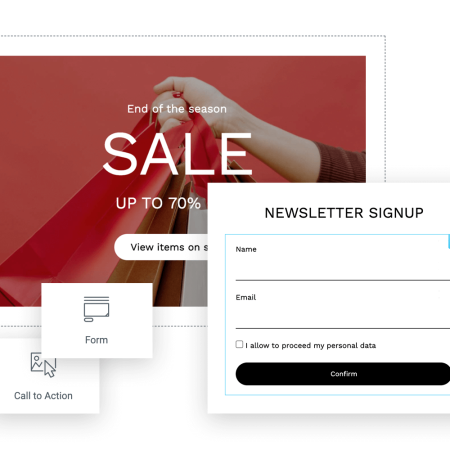 End of the season
SALE
UP TO 70%
View items on s
NEWSLETTER SIGNUP
Name
Email
I allow to proceed my personal data
Confirm
Form
Call to Action